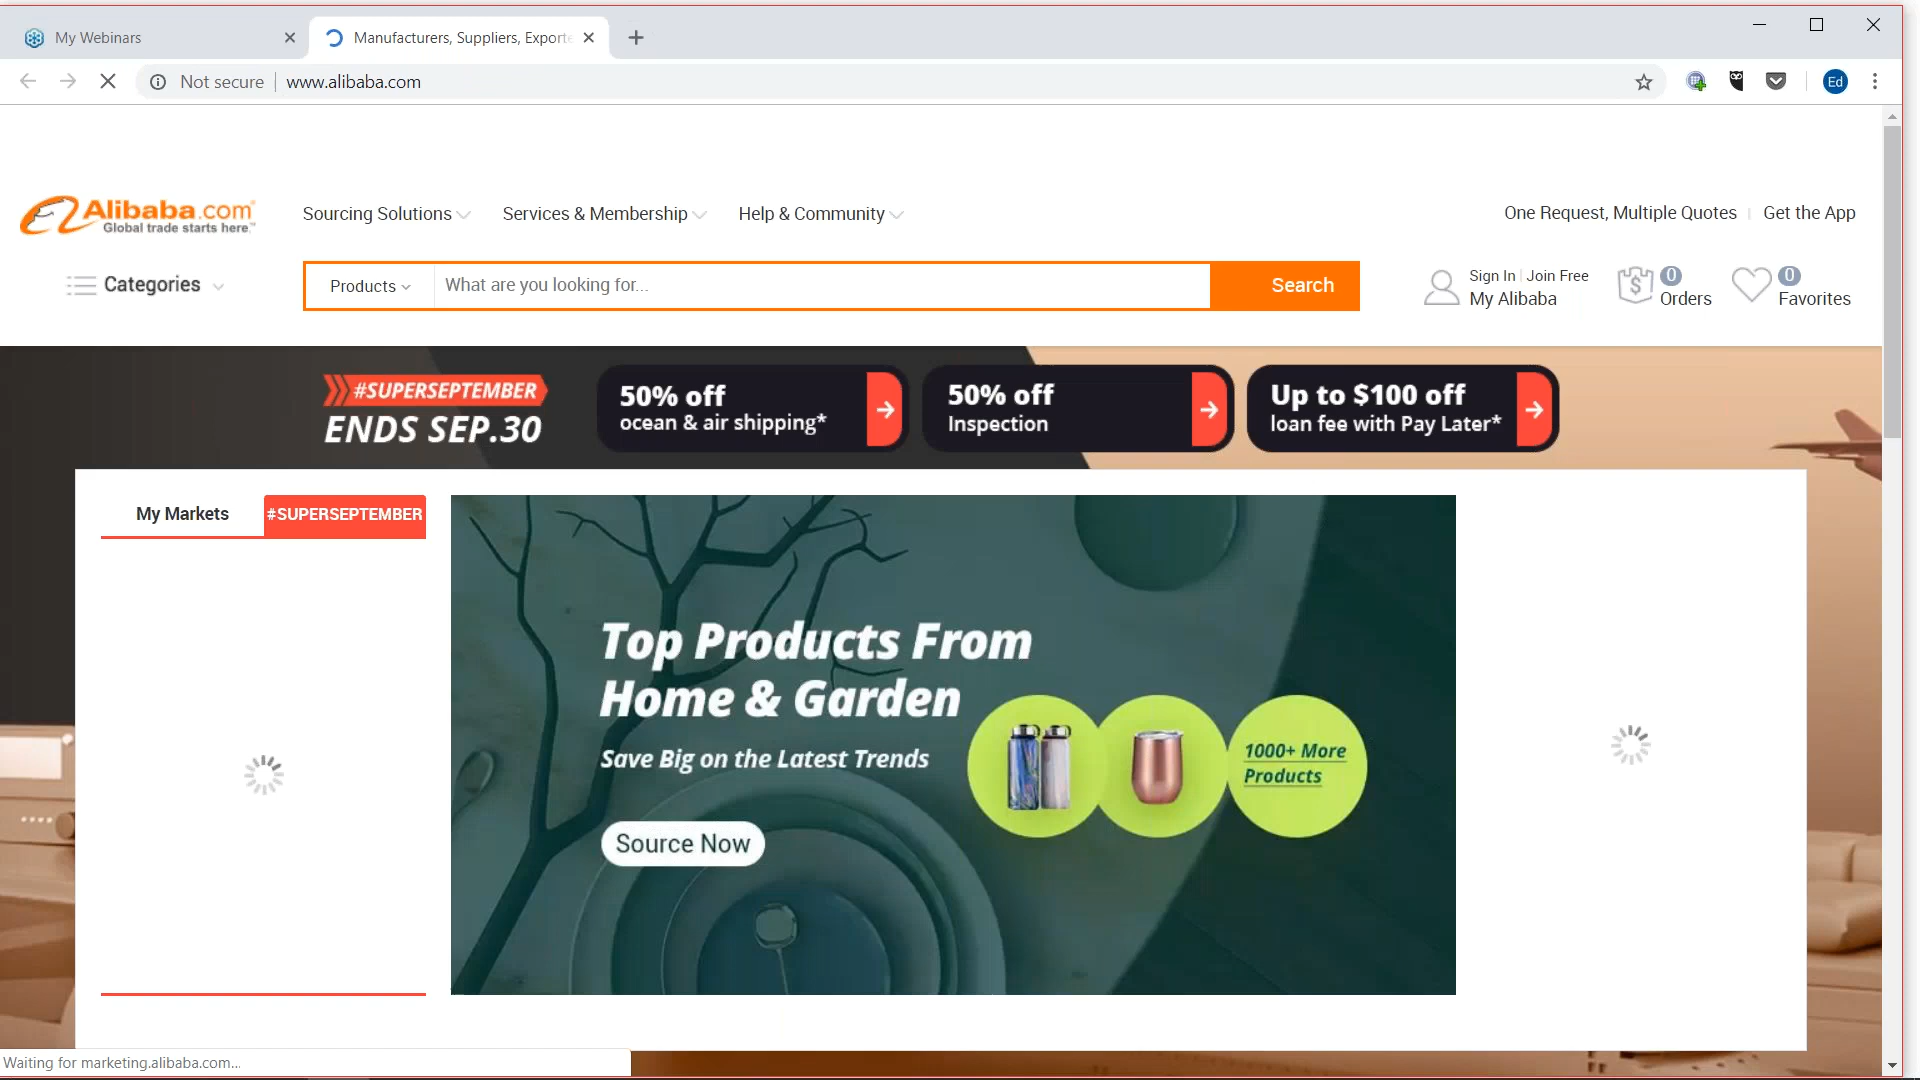 My Webinars
Manufacturers, Suppliers, Exporte
Not secure
www.alibaba.com
Ed
Alibaba.com
Global trade starts here.™
Sourcing Solutions
Services & Membership
Help & Community
One Request, Multiple Quotes
Get the App
Categories
Products
What are you looking for...
Search
Sign In | Join Free
My Alibaba
0
Orders
0
Favorites
#SUPERSEPTEMBER
ENDS SEP.30
50% off
ocean & air shipping*
50% off
Inspection
Up to $100 off
loan fee with Pay Later*
My Markets
#SUPERSEPTEMBER
Top Products From
Home & Garden
Save Big on the Latest Trends
1000+ More
Products
Source Now
Waiting for marketing.alibaba.com...